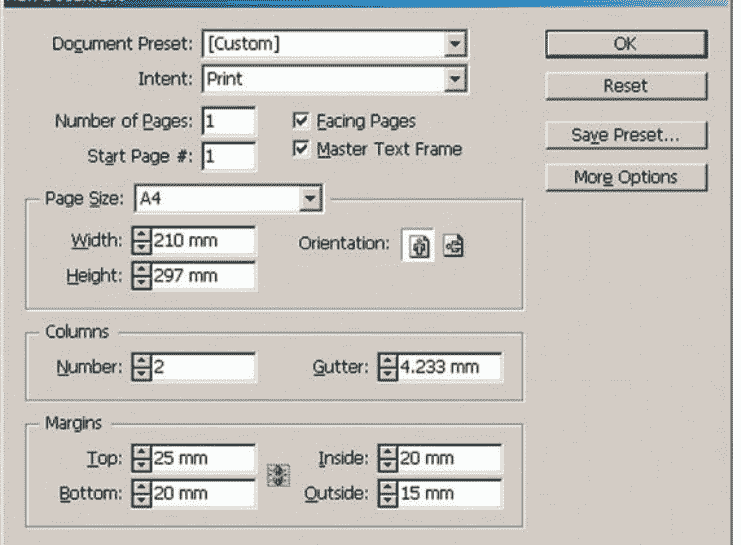 Document Preset: [Custom]
OK
Intent: Print
Reset
Number of Pages: 1
Facing Pages
Save Preset...
Start Page #: 1
Master Text Frame
More Options
Page Size: A4
Width: 210 mm
Orientation:
Height: 297 mm
Columns
Number: 2
Gutter: 4.233 mm
Margins
Top: 25 mm
Inside: 20 mm
Bottom: 20 mm
Outside: 15 mm